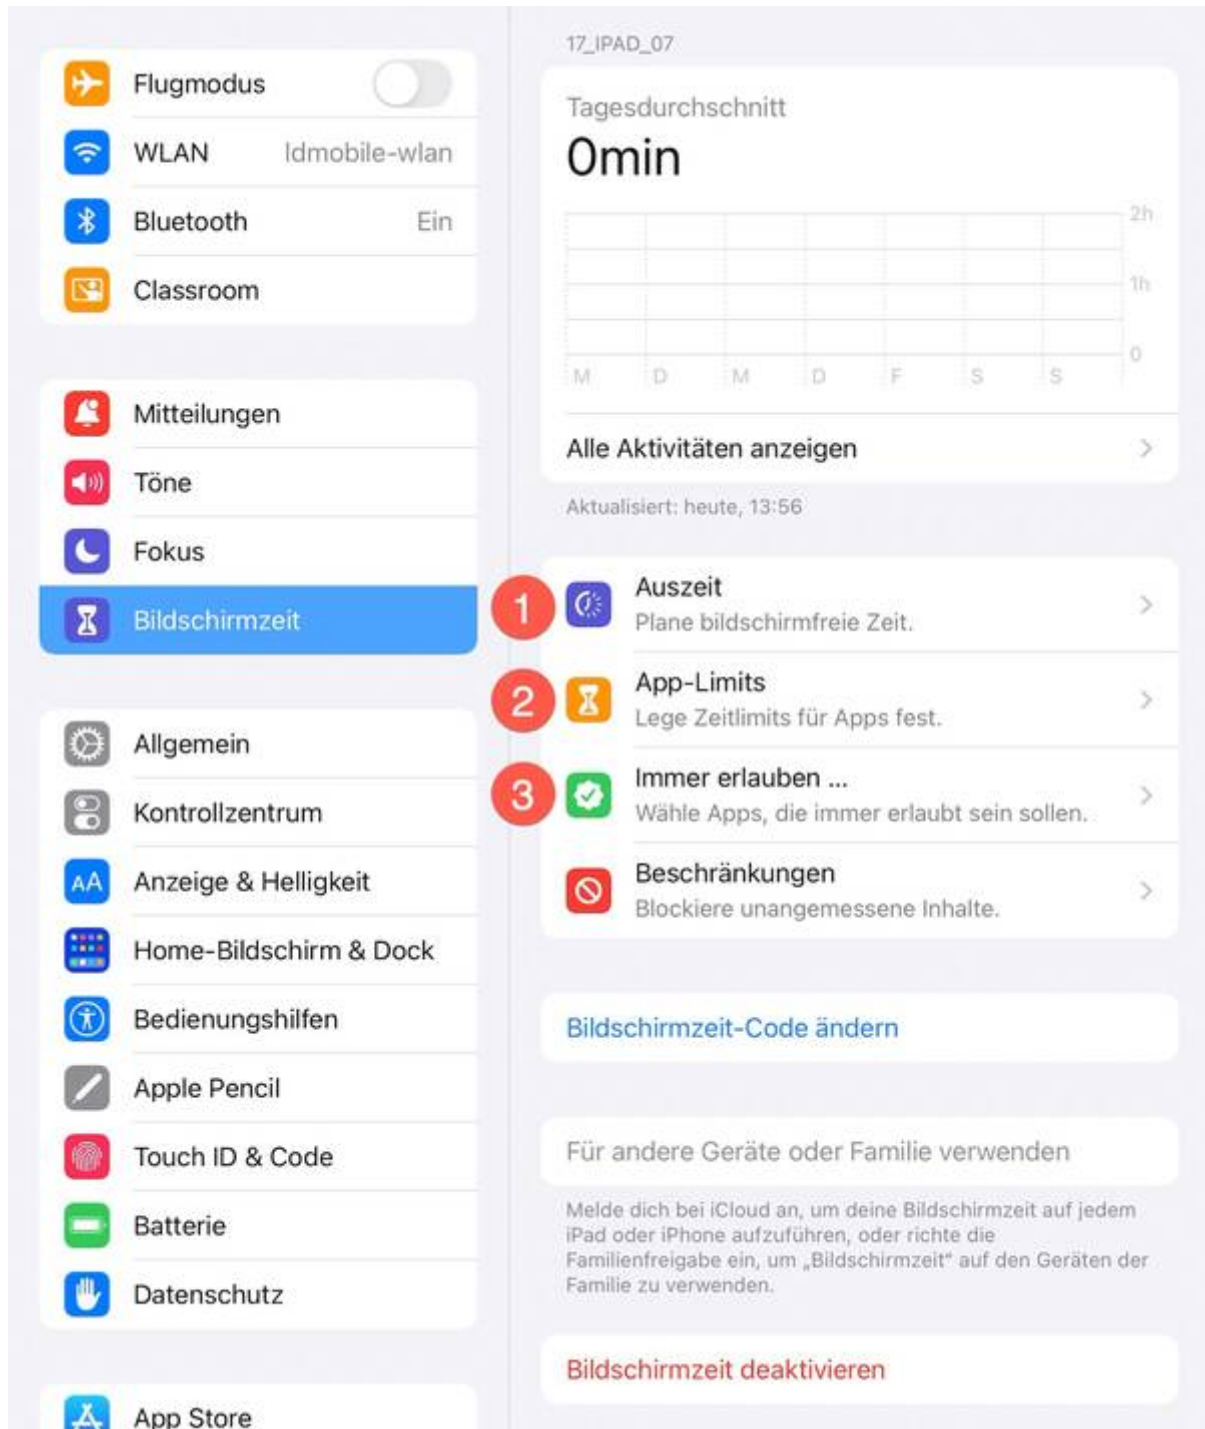 Flugmodus
WLAN ldmobile-wlan
Bluetooth Ein
Classroom
Mitteilungen
Töne
Fokus
Bildschirmzeit
Allgemein
Kontrollzentrum
AA Anzeige & Helligkeit
Home-Bildschirm & Dock
Bedienungshilfen
Apple Pencil
Touch ID & Code
Batterie
Datenschutz
App Store
17_IPAD_07
Tagesdurchschnitt
0min
2h
1h
0
M D M D F S S
Alle Aktivitäten anzeigen
Aktualisiert: heute, 13:56
1 Auszeit
Plane bildschirmfreie Zeit.
2 App-Limits
Lege Zeitlimits für Apps fest.
3 Immer erlauben ...
Wähle Apps, die immer erlaubt sein sollen.
Beschränkungen
Blockiere unangemessene Inhalte.
Bildschirmzeit-Code ändern
Für andere Geräte oder Familie verwenden
Melde dich bei iCloud an, um deine Bildschirmzeit auf jedem
iPad oder iPhone aufzuführen, oder richte die
Familienfreigabe ein, um „Bildschirmzeit“ auf den Geräten der
Familie zu verwenden.
Bildschirmzeit deaktivieren